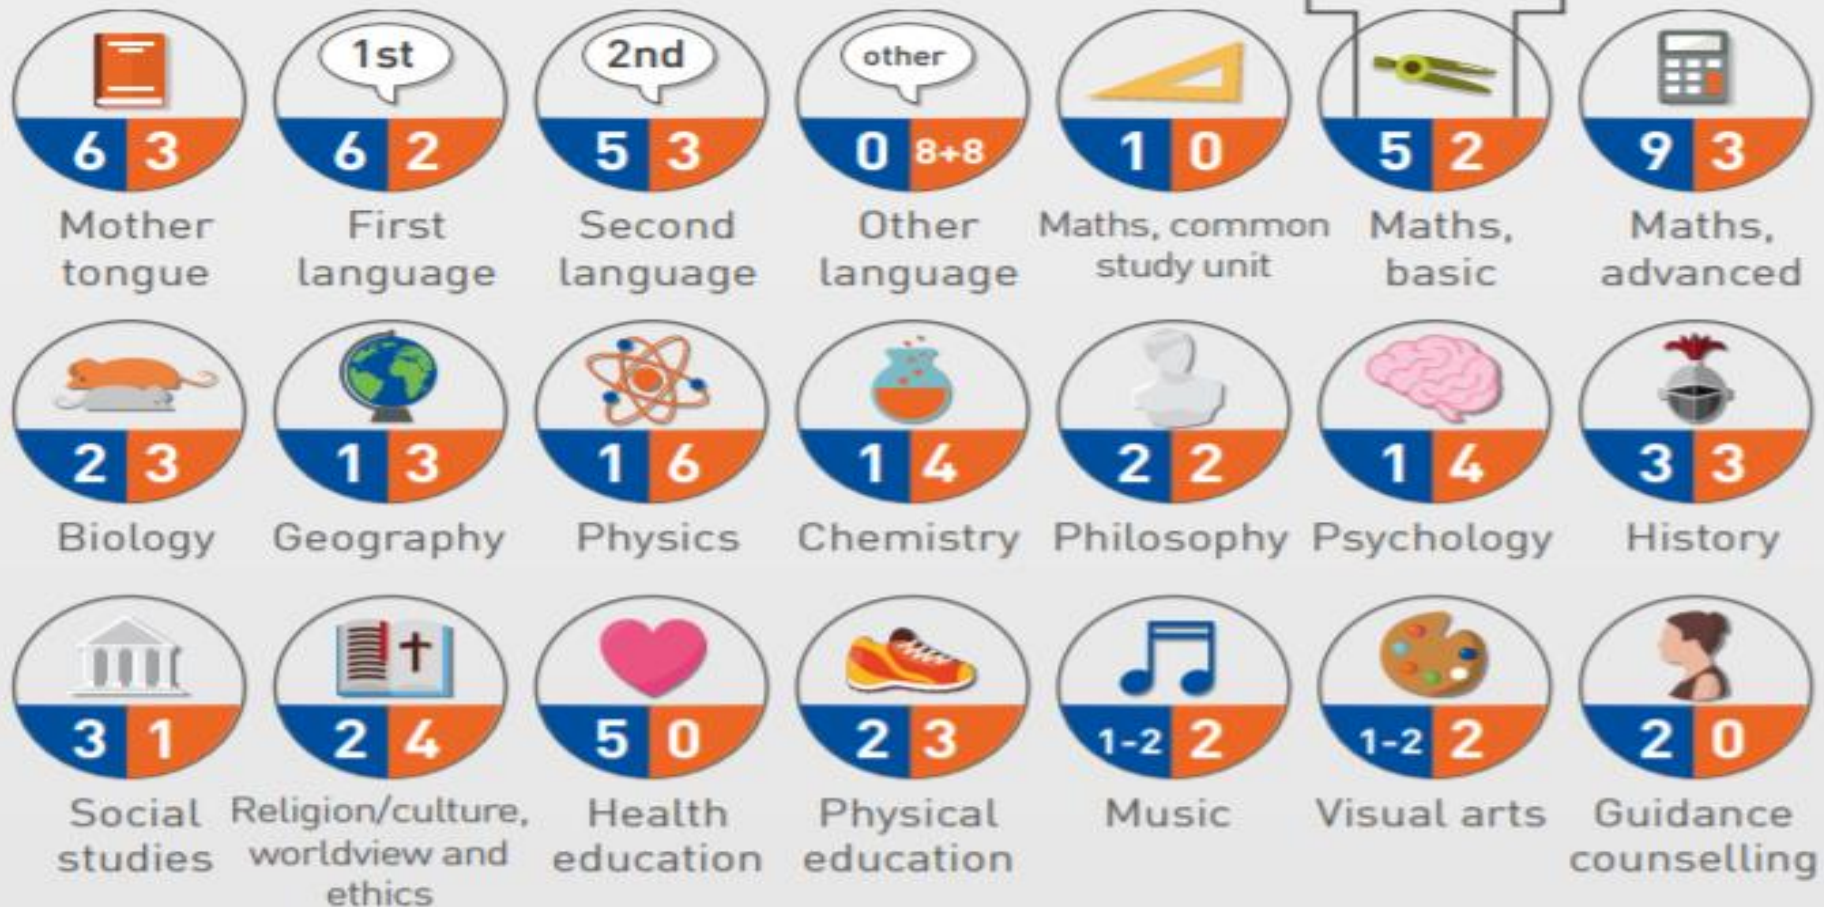 1st
2nd
other
6 3
6 2
5 3
0 8+8
1 0
5 2
9 3
Mother
tongue
First
language
Second
language
Other
language
Maths, common
study unit
Maths,
basic
Maths,
advanced
2 3
1 3
1 6
1 4
2 2
1 4
3 3
Biology
Geography
Physics
Chemistry
Philosophy
Psychology
History
3 1
2 4
5 0
2 3
1-2 2
1-2 2
2 0
Social
studies
Religion/culture,
worldview and
ethics
Health
education
Physical
education
Music
Visual arts
Guidance
counselling